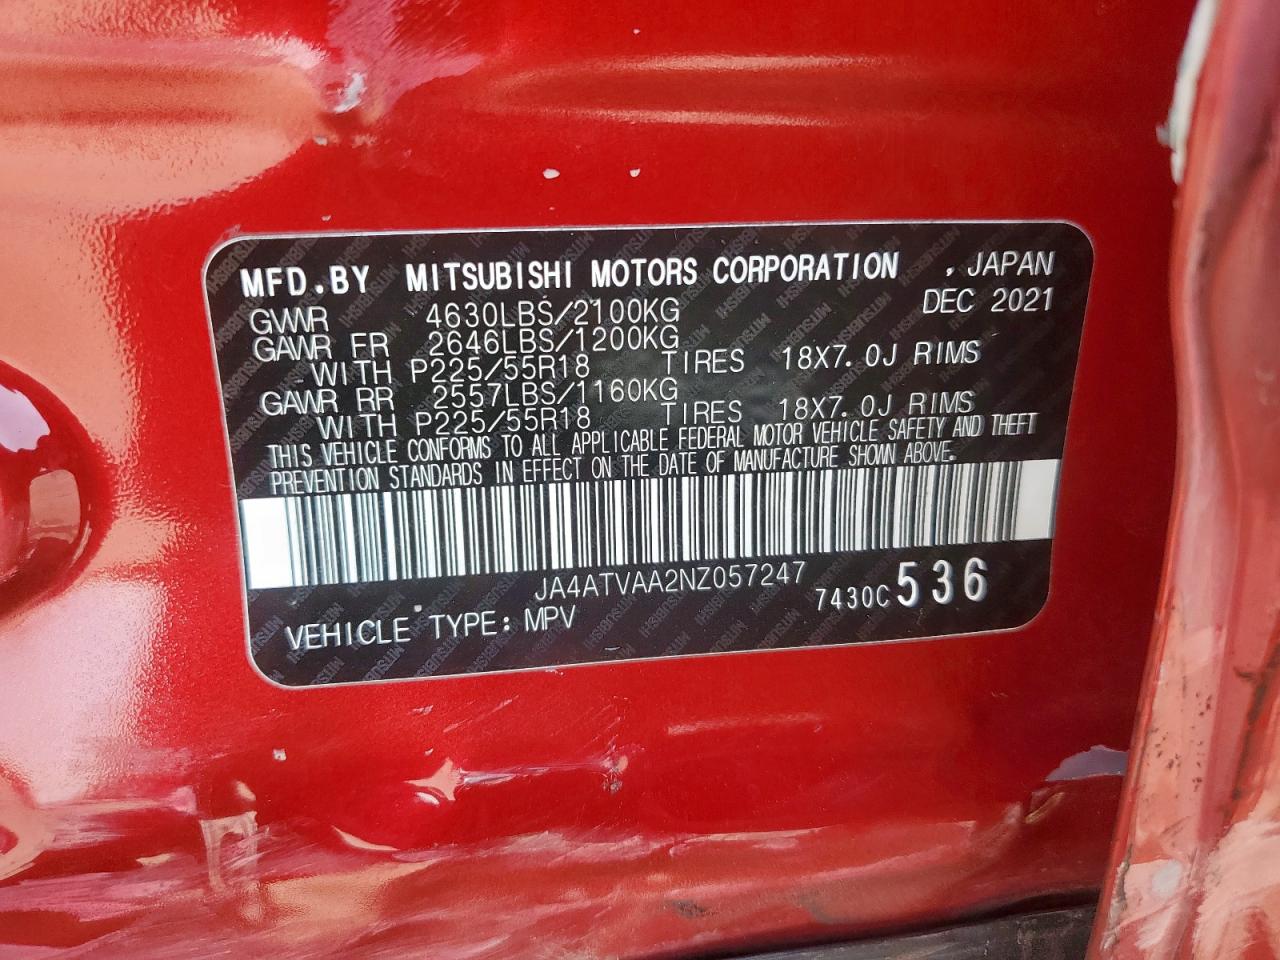 MFD.BY MITSUBISHI MOTORS CORPORATION , JAPAN
GVWR 4630LBS/2100KG DEC 2021
GAWR FR 2646LBS/1200KG
WITH P225/55R18 TIRES 18X7.0J RIMS
GAWR RR 2557LBS/1160KG
WITH P225/55R18 TIRES 18X7.0J RIMS
THIS VEHICLE CONFORMS TO ALL APPLICABLE FEDERAL MOTOR VEHICLE SAFETY AND THEFT
PREVENTION STANDARDS IN EFFECT ON THE DATE OF MANUFACTURE SHOWN ABOVE.
JA4ATVAA2NZ057247
7430C536
VEHICLE TYPE: MPV